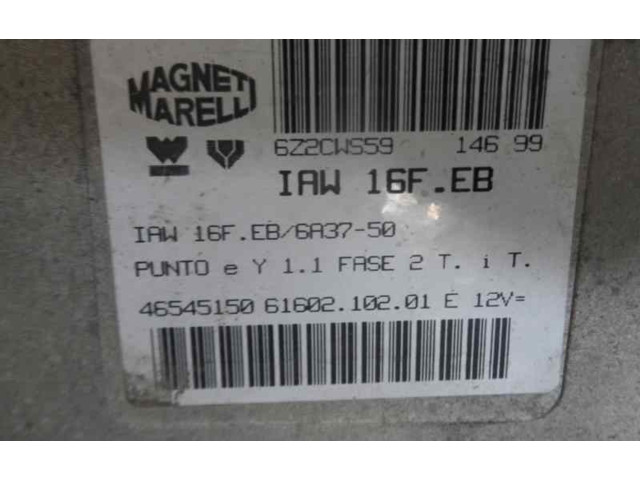 MAGNETI
MARELLI
6Z2CWS59 146 99
IAW 16F.EB
IAW 16F.EB/6A37-50
PUNTO e Y 1.1 FASE 2 T. i T.
46545150 61602.102.01 E 12V=